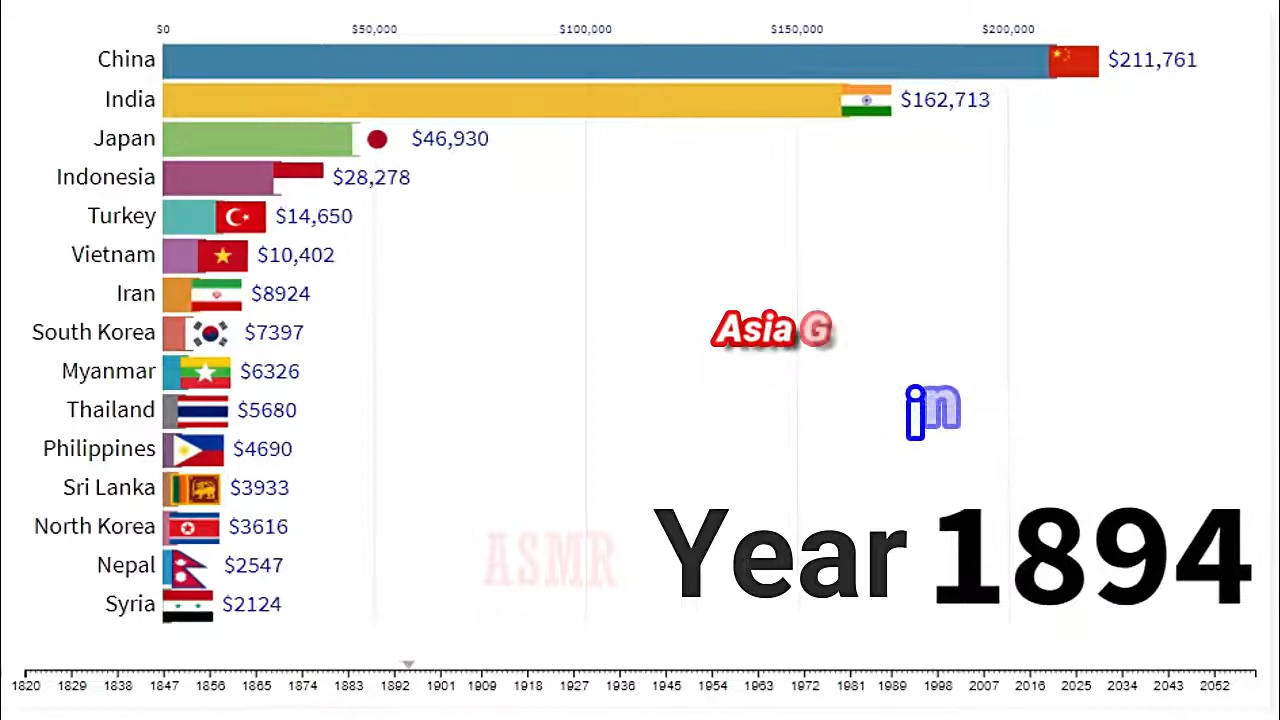 $0 $50,000 $100,000 $150,000 $200,000
China $211,761
India $162,713
Japan $46,930
Indonesia $28,278
Turkey $14,650
Vietnam $10,402
Iran $8924
South Korea $7397
Asia G
Myanmar $6326
in
Thailand $5680
Philippines $4690
Sri Lanka $3933
North Korea $3616
Nepal $2547
ASMR
Year 1894
Syria $2124
1820 1829 1838 1847 1856 1865 1874 1883 1892 1901 1909 1918 1927 1936 1945 1954 1963 1972 1981 1989 1998 2007 2016 2025 2034 2043 2052